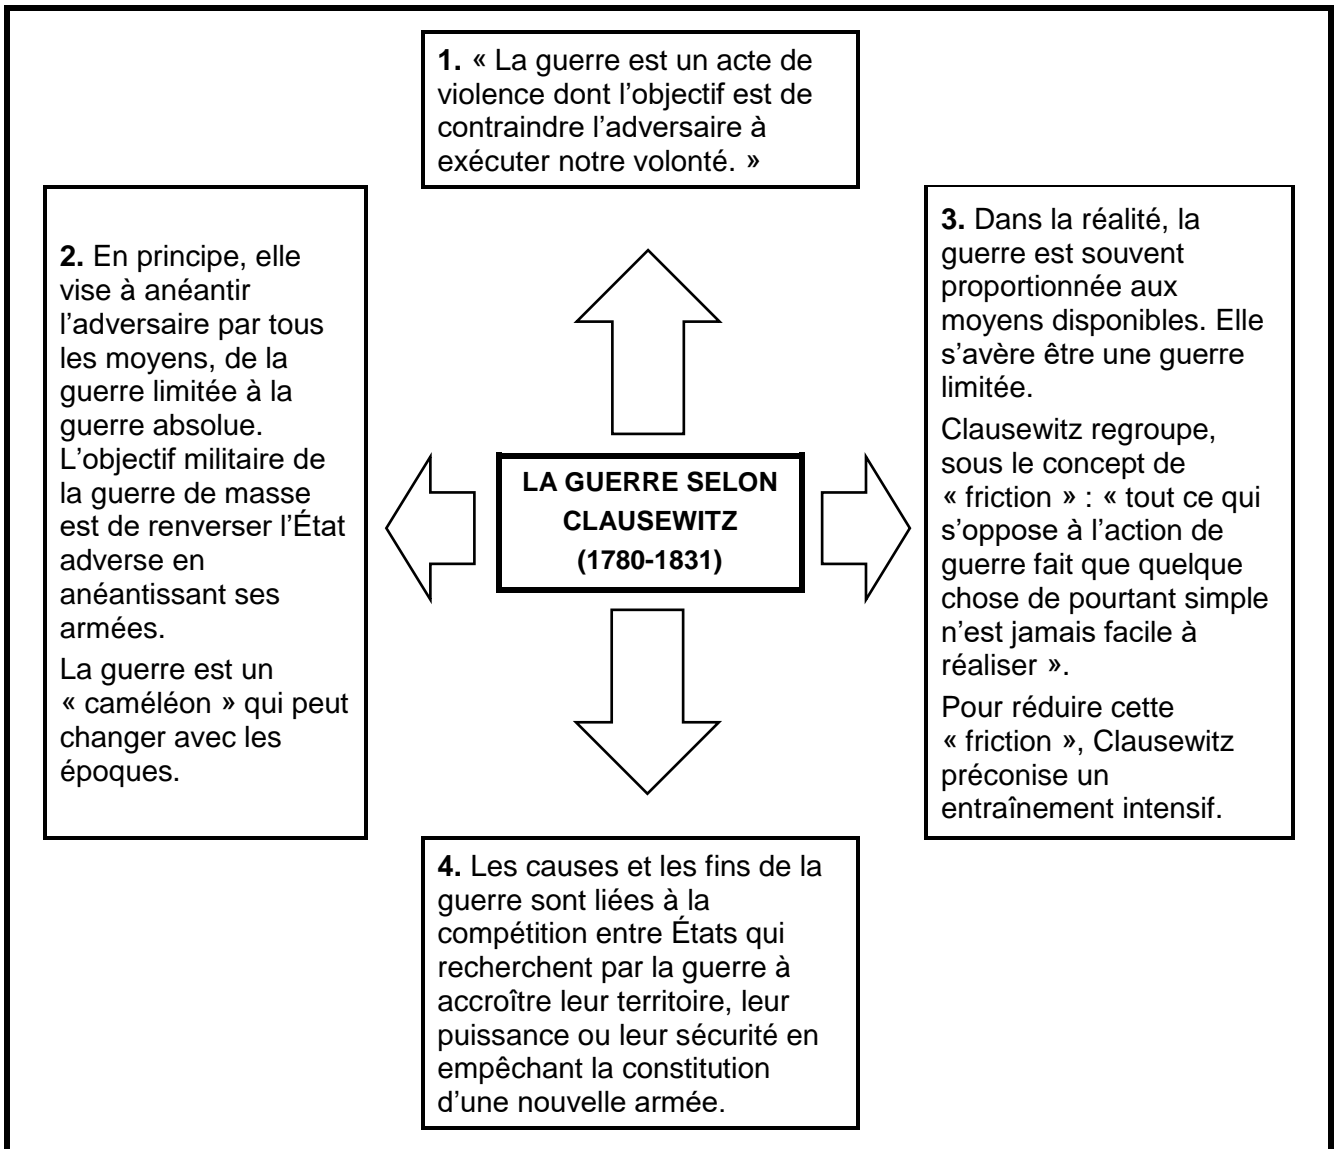 1. « La guerre est un acte de
violence dont l’objectif est de
contraindre l’adversaire à
exécuter notre volonté. »
2. En principe, elle
vise à anéantir
l’adversaire par tous
les moyens, de la
guerre limitée à la
guerre absolue.
L’objectif militaire de
la guerre de masse
est de renverser l’État
adverse en
anéantissant ses
armées.
La guerre est un
« caméléon » qui peut
changer avec les
époques.
LA GUERRE SELON
CLAUSEWITZ
(1780-1831)
3. Dans la réalité, la
guerre est souvent
proportionnée aux
moyens disponibles. Elle
s’avère être une guerre
limitée.
Clausewitz regroupe,
sous le concept de
« friction » : « tout ce qui
s’oppose à l’action de
guerre fait que quelque
chose de pourtant simple
n’est jamais facile à
réaliser ».
Pour réduire cette
« friction », Clausewitz
préconise un
entraînement intensif.
4. Les causes et les fins de la
guerre sont liées à la
compétition entre États qui
recherchent par la guerre à
accroître leur territoire, leur
puissance ou leur sécurité en
empêchant la constitution
d’une nouvelle armée.